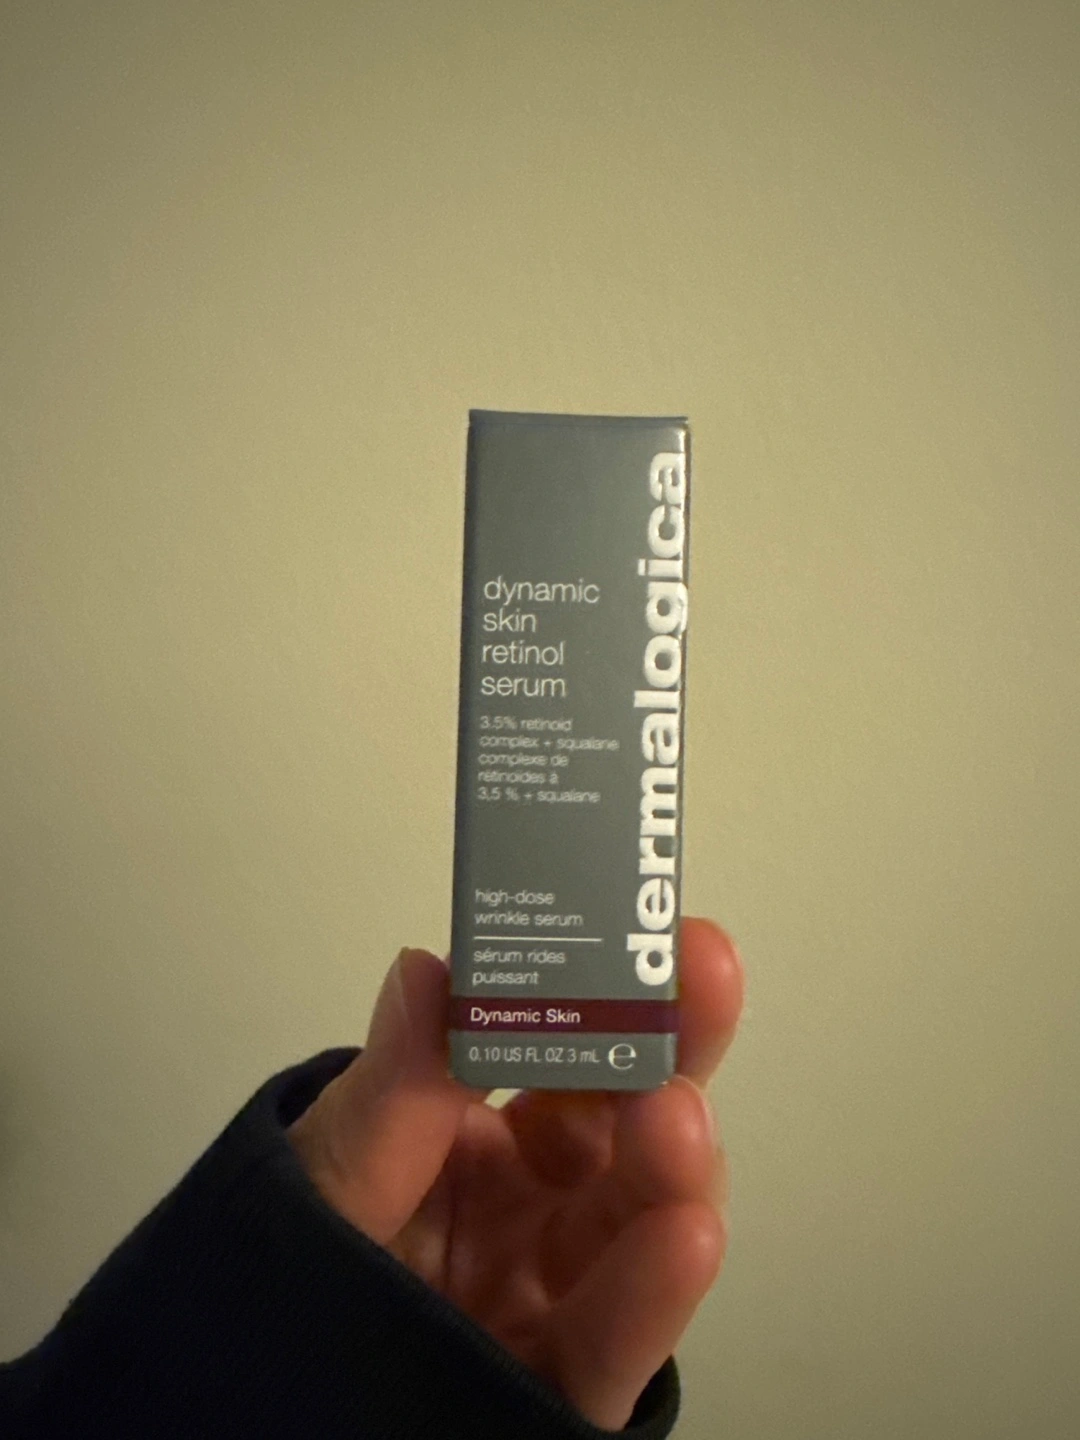 dermalogica
dynamic
skin
retinol
serum
3.5% retinoid
complex + squalane
complexe de
rétinoïdes à
3,5 % + squalane
high-dose
wrinkle serum
sérum rides
puissant
Dynamic Skin
0.10 US FL OZ 3 mL ℮